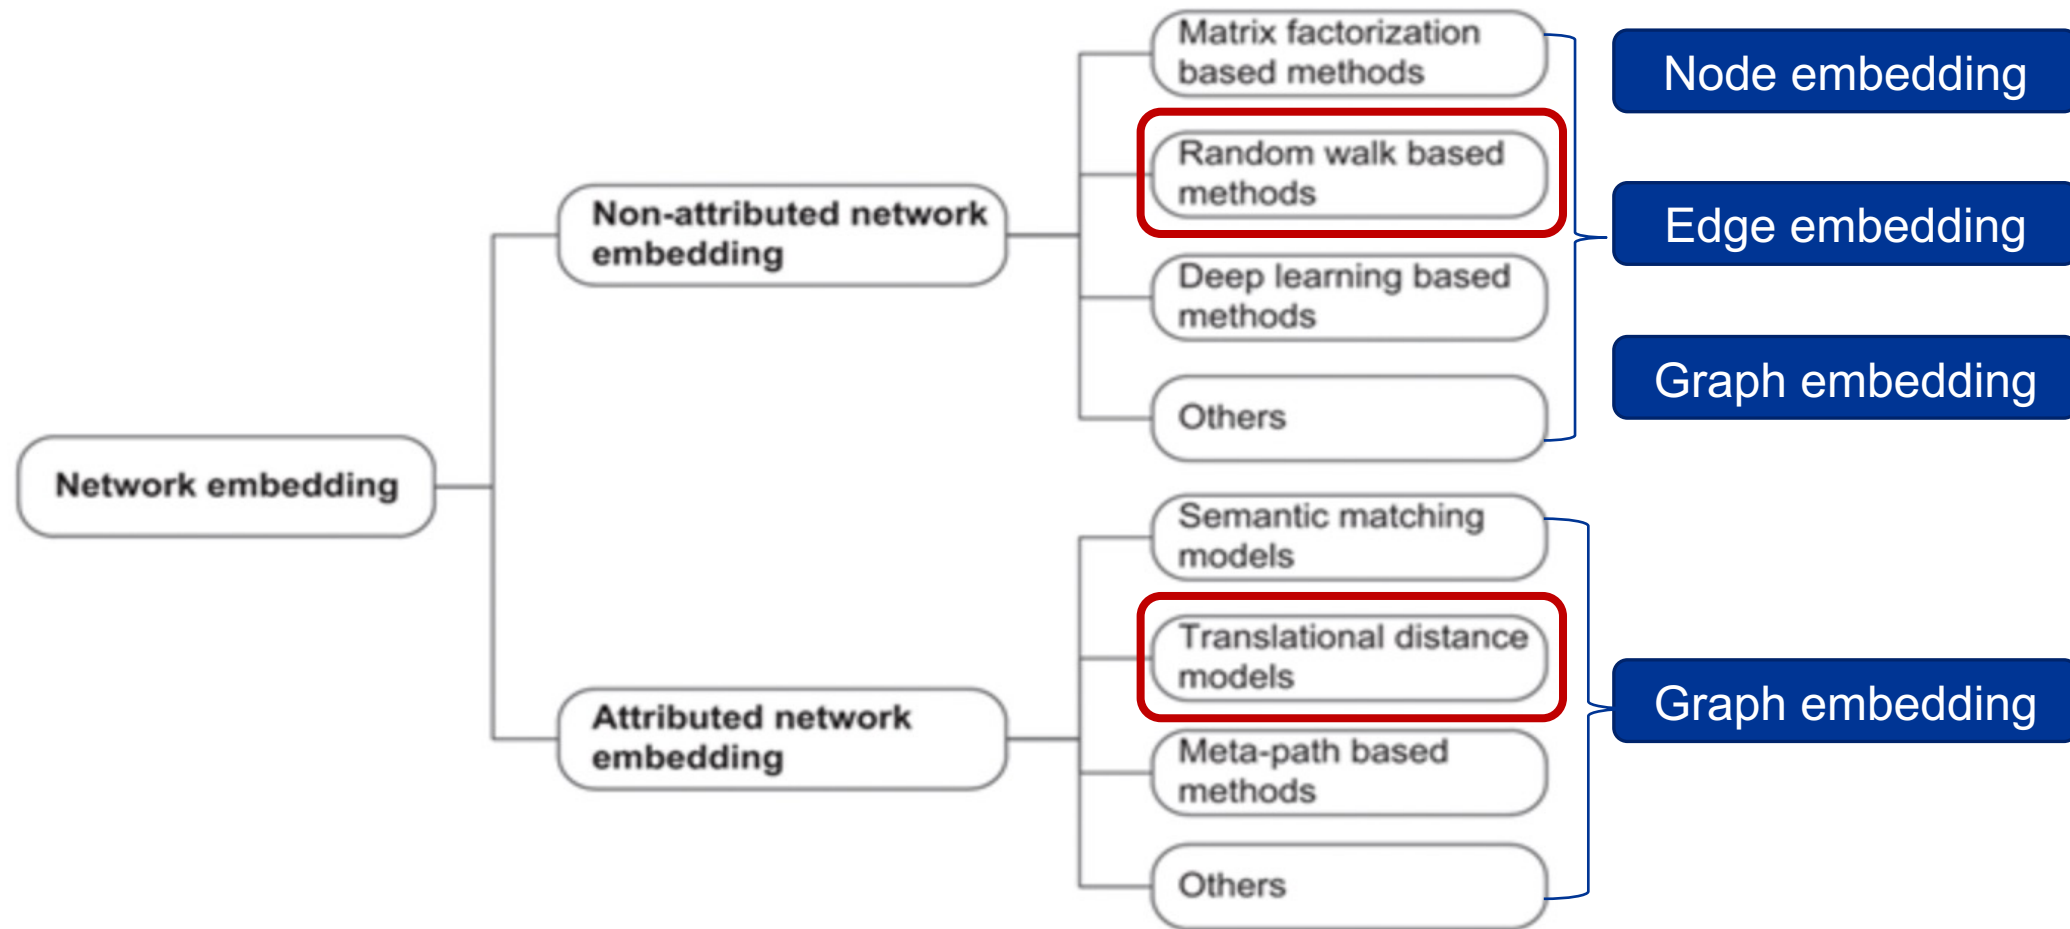 Network embedding
Non-attributed network
embedding
Matrix factorization
based methods
Random walk based
methods
Deep learning based
methods
Others
Node embedding
Edge embedding
Graph embedding
Attributed network
embedding
Semantic matching
models
Translational distance
models
Meta-path based
methods
Others
Graph embedding